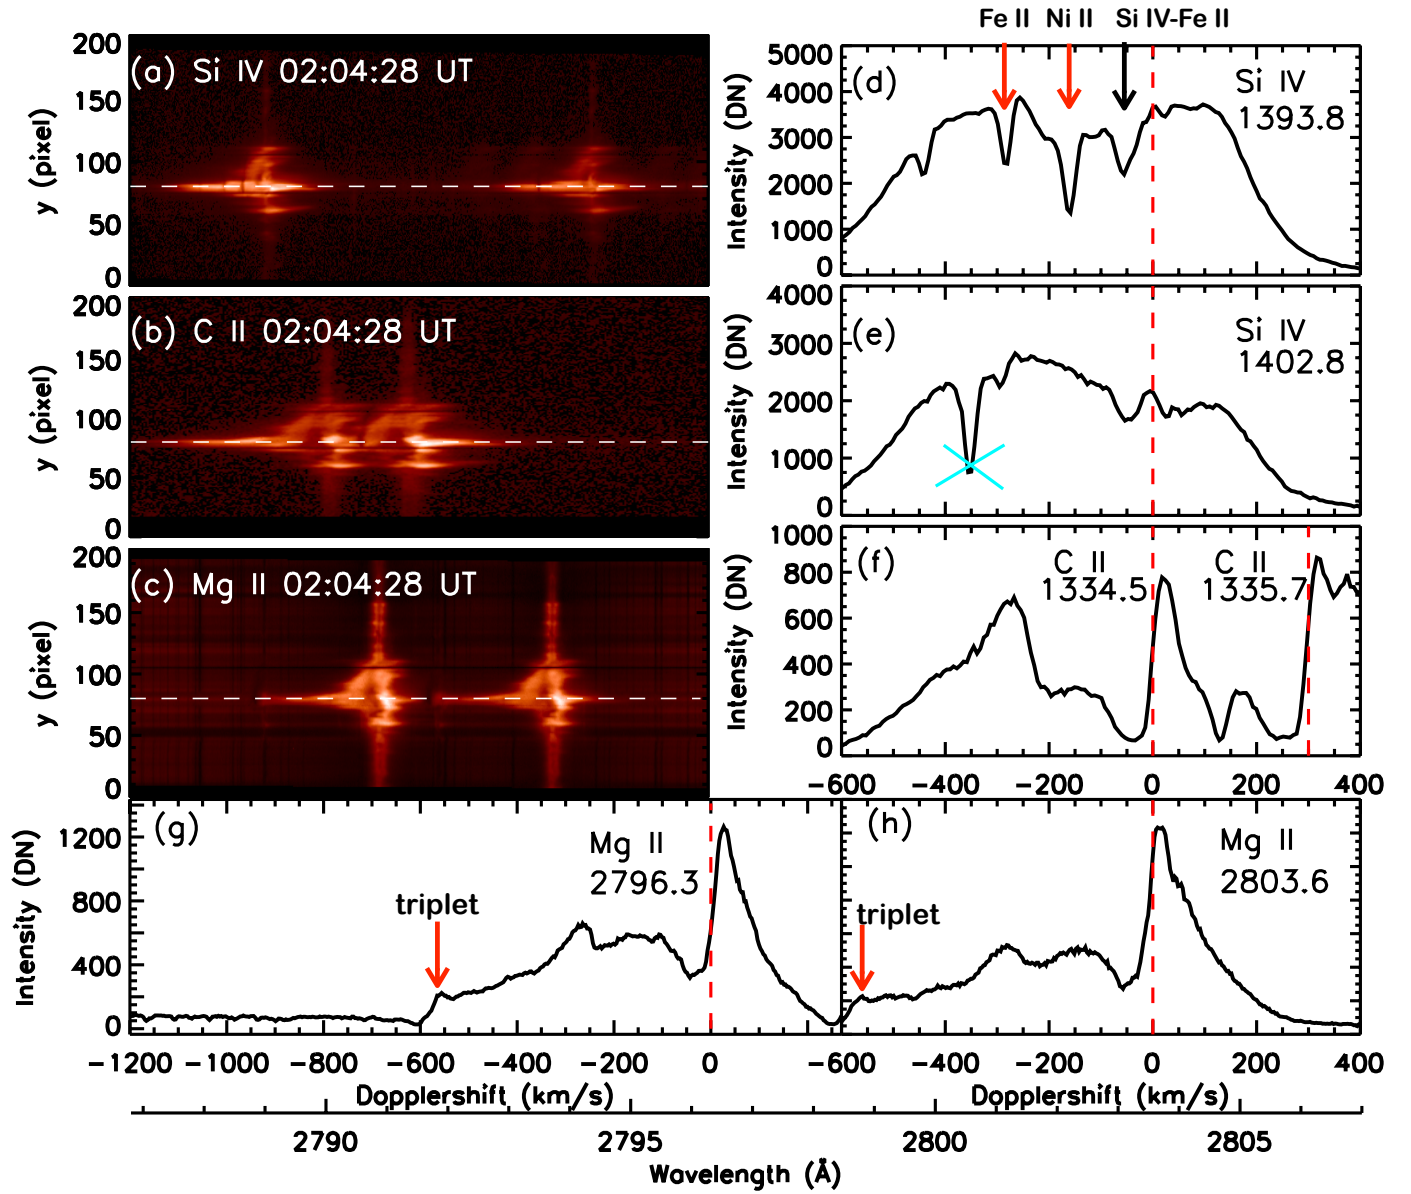 Fe II Ni II Si IV-Fe II
(a) Si IV 02:04:28 UT
200
150
100
50
0
y (pixel)
(b) C II 02:04:28 UT
200
150
100
50
0
y (pixel)
(c) Mg II 02:04:28 UT
200
150
100
50
0
y (pixel)
(d)
Si IV
1393.8
5000
4000
3000
2000
1000
0
Intensity (DN)
(e)
Si IV
1402.8
4000
3000
2000
1000
0
Intensity (DN)
(f)
C II
1334.5
C II
1335.7
1000
800
600
400
200
0
Intensity (DN)
-600 -400 -200 0 200 400
(g)
Mg II
2796.3
triplet
1200
800
400
0
Intensity (DN)
(h)
Mg II
2803.6
triplet
-1200 -1000 -800 -600 -400 -200 0 -600 -400 -200 0 200 400
Dopplershift (km/s) Dopplershift (km/s)
2790 2795 2800 2805
Wavelength (Å)